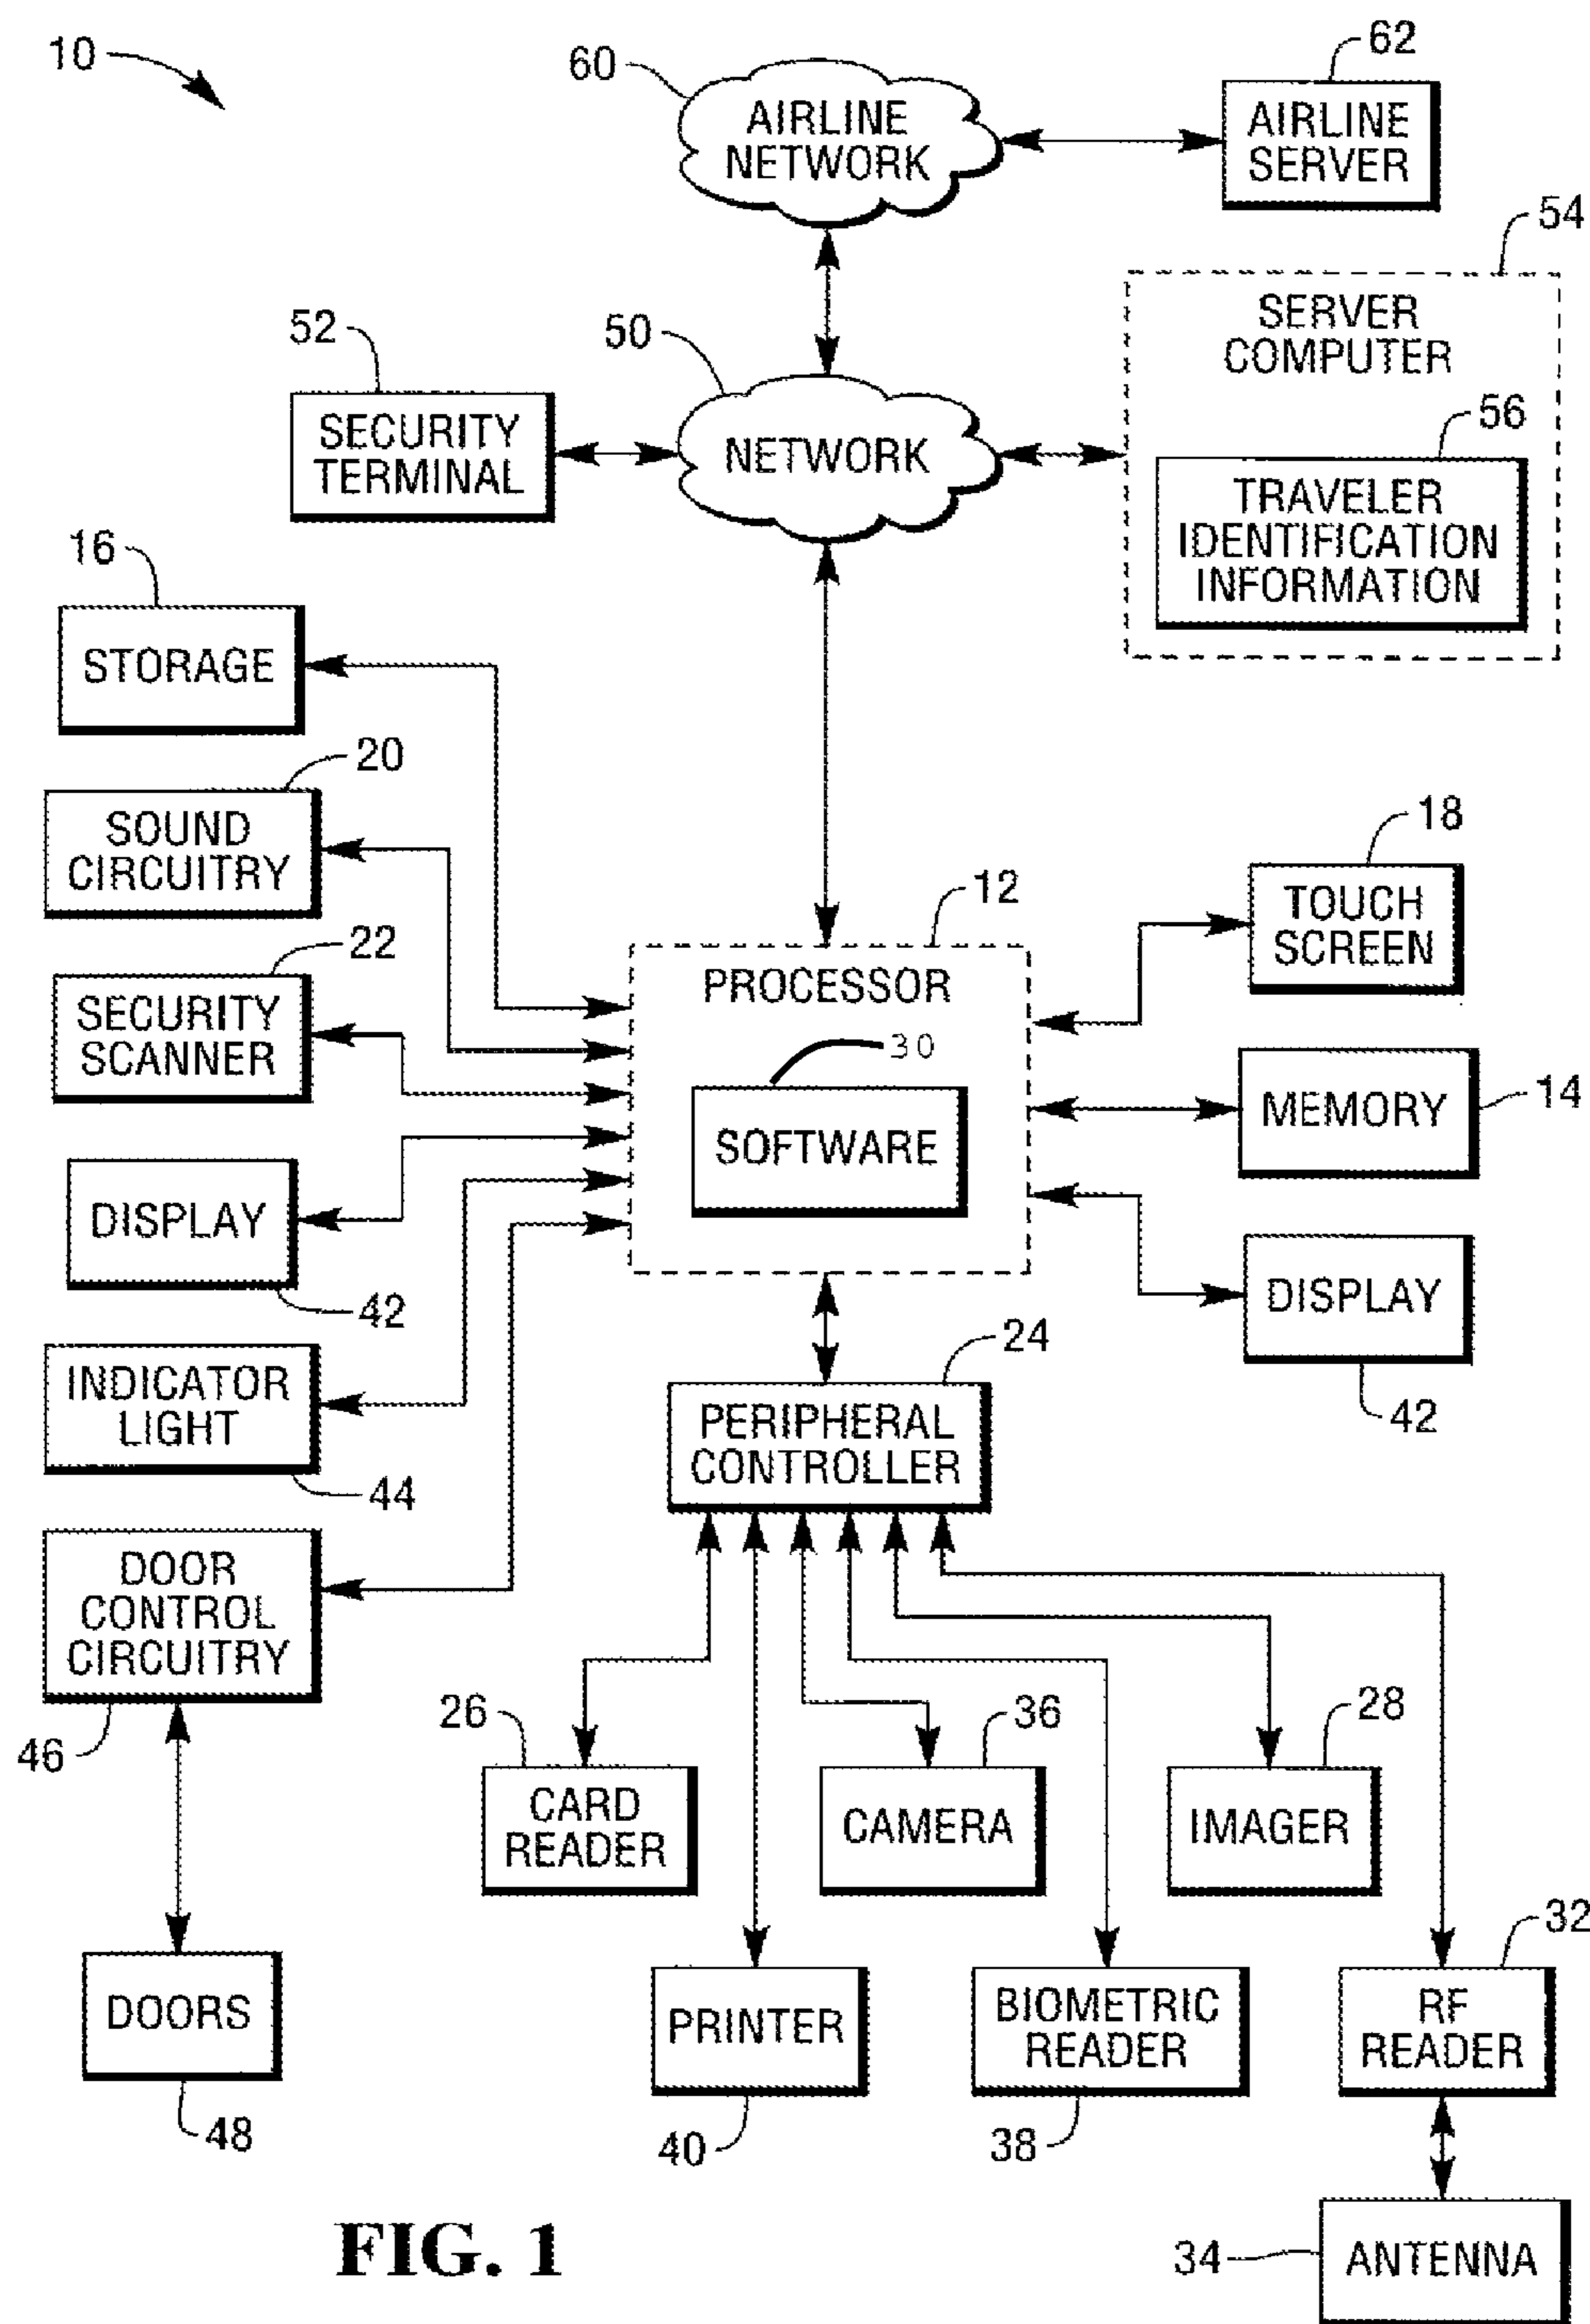 10
60
62
AIRLINE
NETWORK
AIRLINE
SERVER
54
52
50
SERVER
COMPUTER
SECURITY
TERMINAL
NETWORK
56
TRAVELER
IDENTIFICATION
INFORMATION
16
STORAGE
20
SOUND
CIRCUITRY
18
TOUCH
SCREEN
22
SECURITY
SCANNER
12
PROCESSOR
30
SOFTWARE
MEMORY
14
DISPLAY
42
DISPLAY
42
24
INDICATOR
LIGHT
44
PERIPHERAL
CONTROLLER
DOOR
CONTROL
CIRCUITRY
46
26
CARD
READER
36
CAMERA
28
IMAGER
32
DOORS
48
PRINTER
40
BIOMETRIC
READER
38
RF
READER
34
ANTENNA
FIG. 1